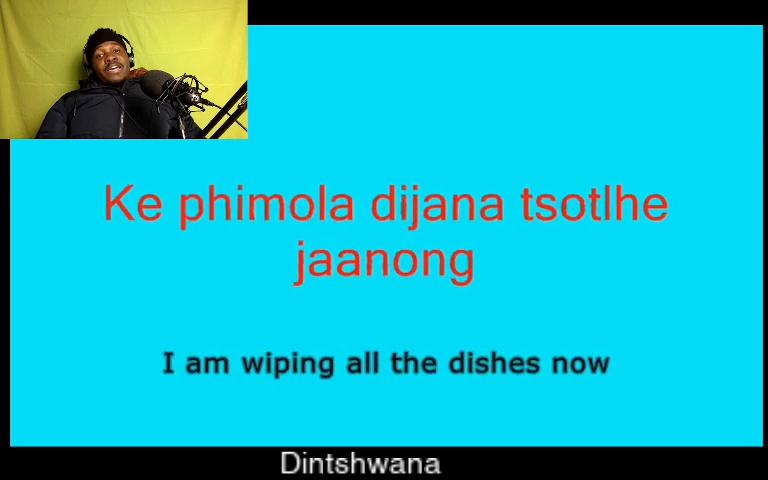 Ke phimola dijana tsotlhe
jaanong
I am wiping all the dishes now
Dintshwana